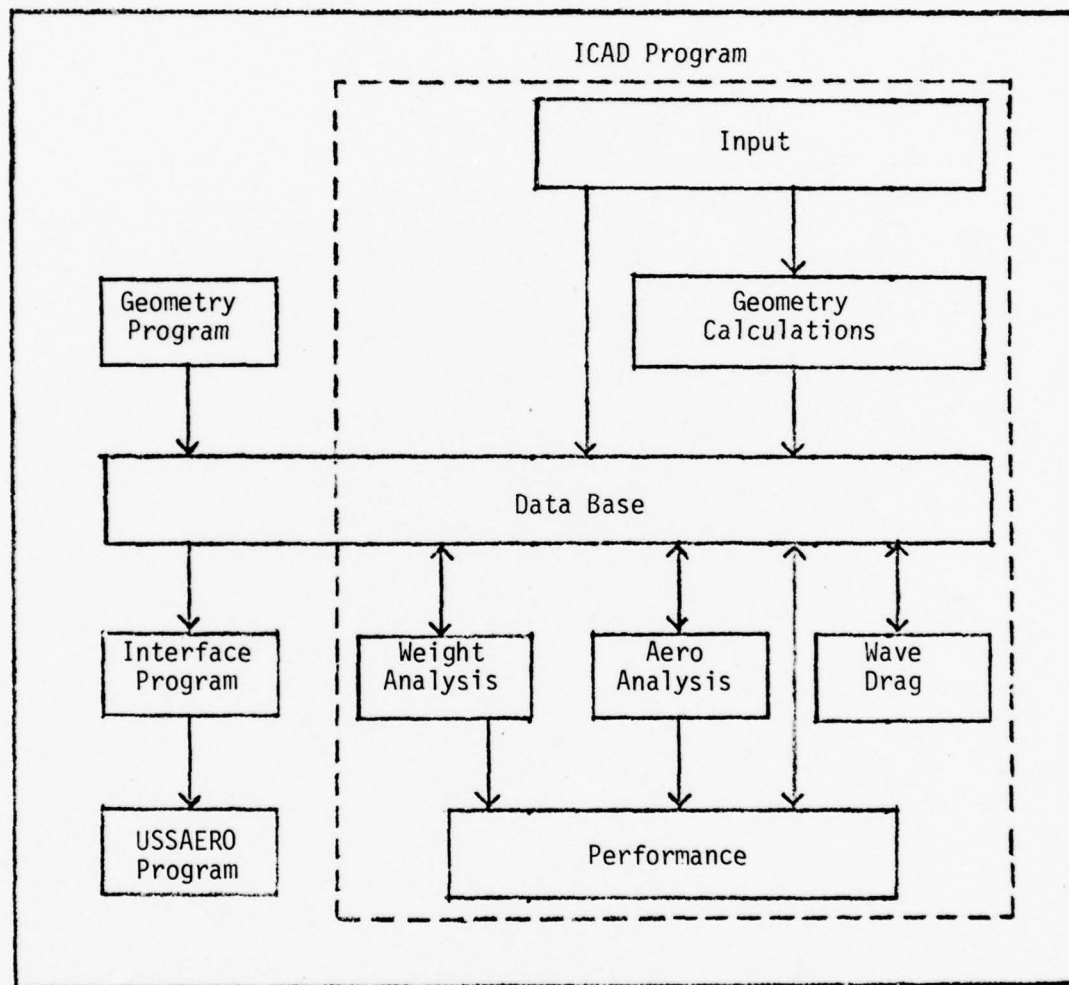 ICAD Program
Input
Geometry
Program
Geometry
Calculations
Data Base
Interface
Program
Weight
Analysis
Aero
Analysis
Wave
Drag
USSAERO
Program
Performance